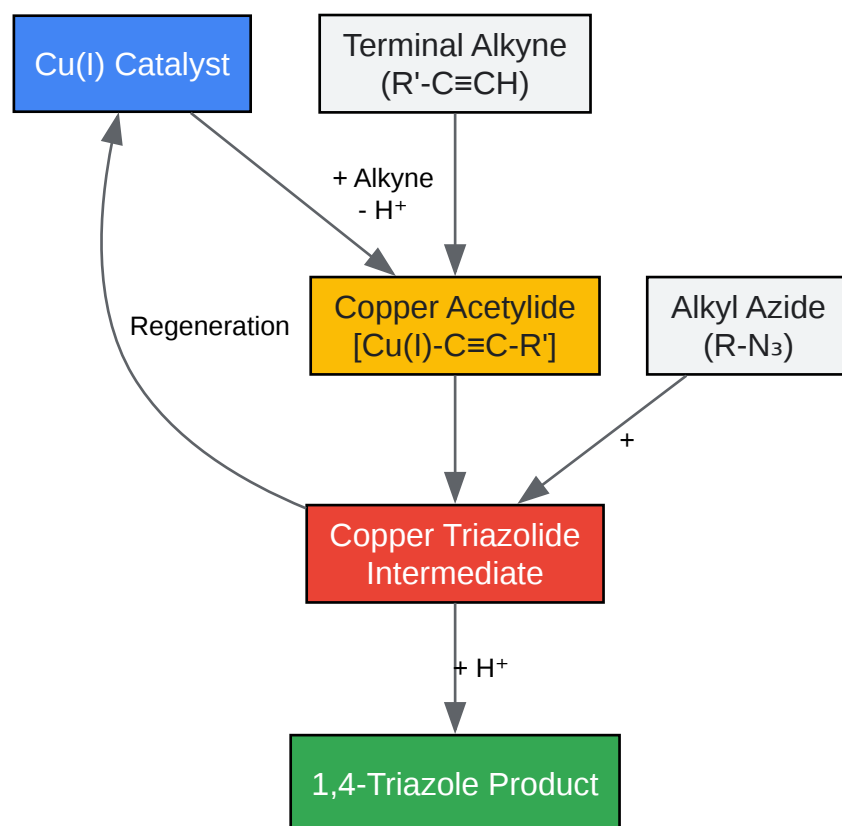 Cu(I) Catalyst
Terminal Alkyne
(R'-C≡CH)
+ Alkyne
- H⁺
Copper Acetylide
[Cu(I)-C≡C-R']
Alkyl Azide
(R-N₃)
Regeneration
+
Copper Triazolide
Intermediate
+ H⁺
1,4-Triazole Product